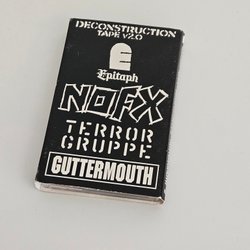 DECONSTRUCTION
TAPE V2.0
E
Epitaph
NOFX
TERROR
GRUPPE
GUTTERMOUTH